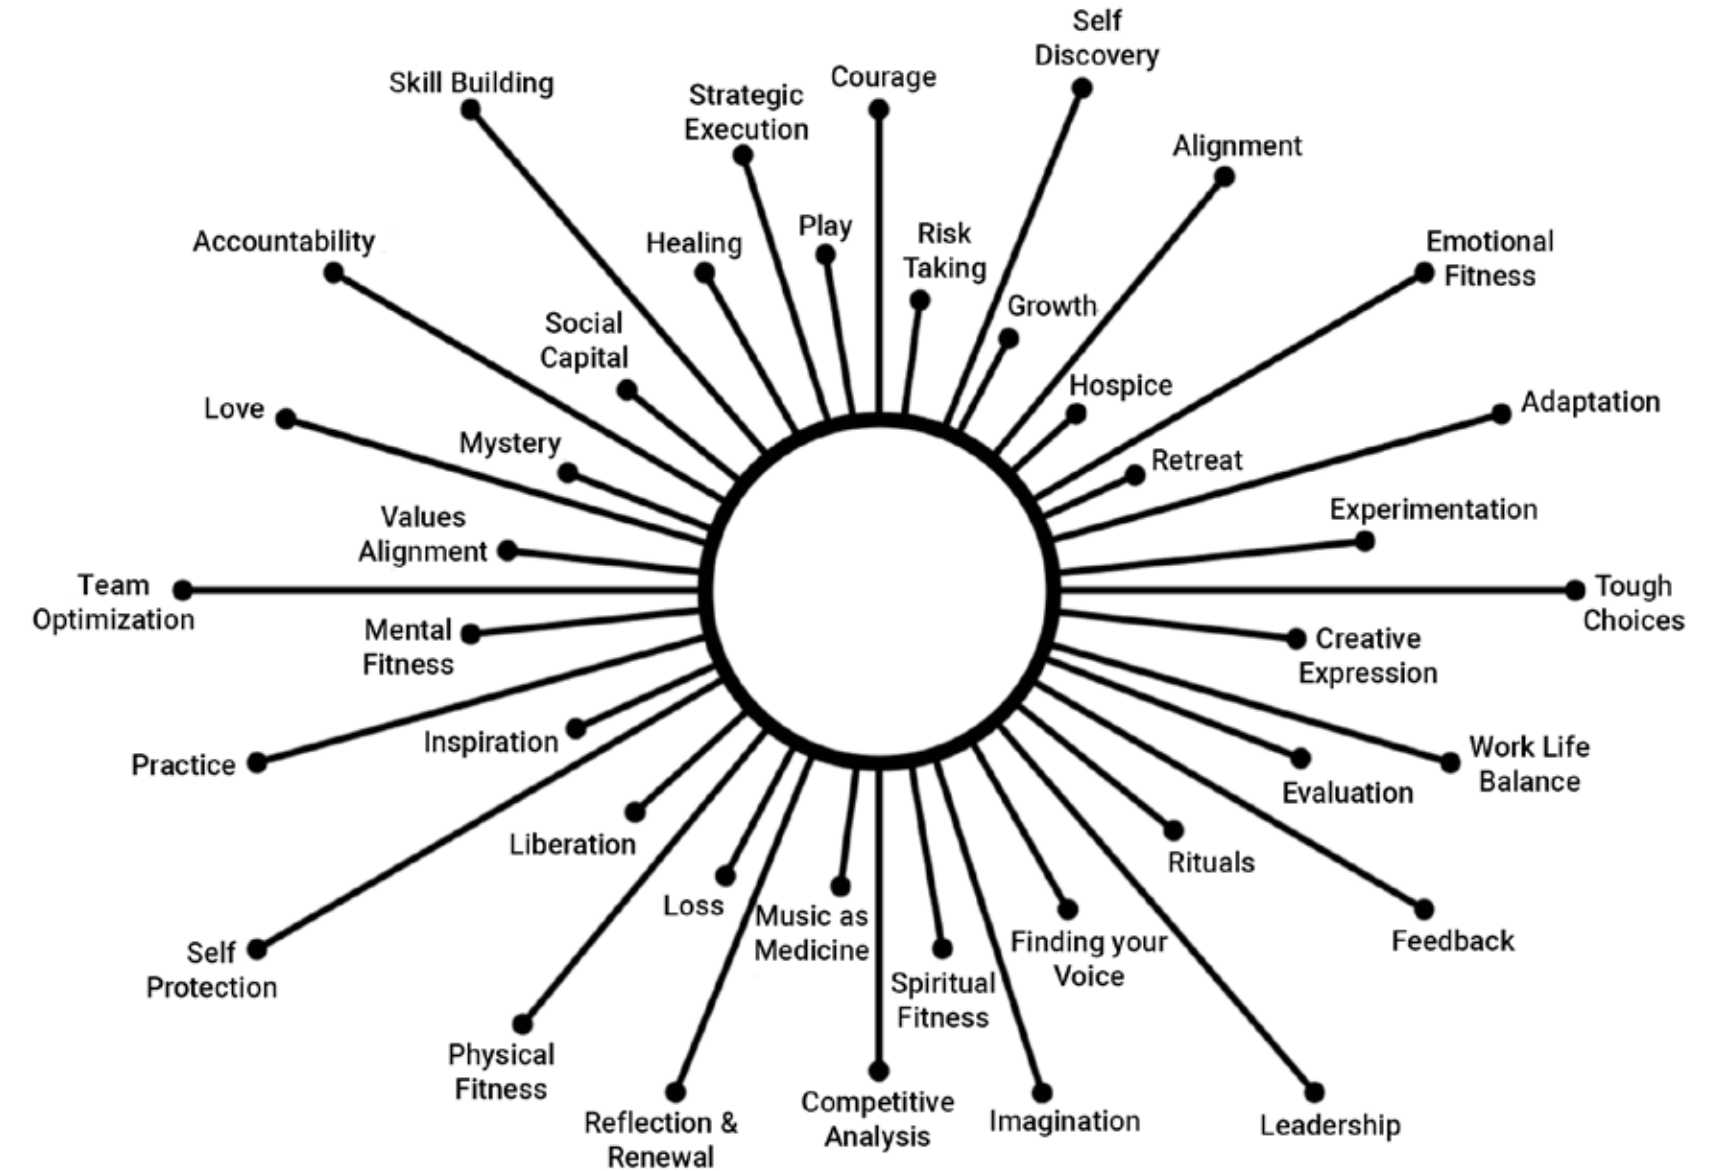 Self
Discovery
Skill Building
Courage
Strategic
Execution
Alignment
Play
Risk
Taking
Healing
Accountability
Emotional
Fitness
Growth
Social
Capital
Hospice
Love
Adaptation
Mystery
Retreat
Values
Alignment
Experimentation
Team
Optimization
Tough
Choices
Mental
Fitness
Creative
Expression
Inspiration
Practice
Work Life
Balance
Evaluation
Liberation
Rituals
Loss
Music as
Medicine
Finding your
Voice
Feedback
Self
Protection
Spiritual
Fitness
Physical
Fitness
Competitive
Analysis
Imagination
Reflection &
Renewal
Leadership